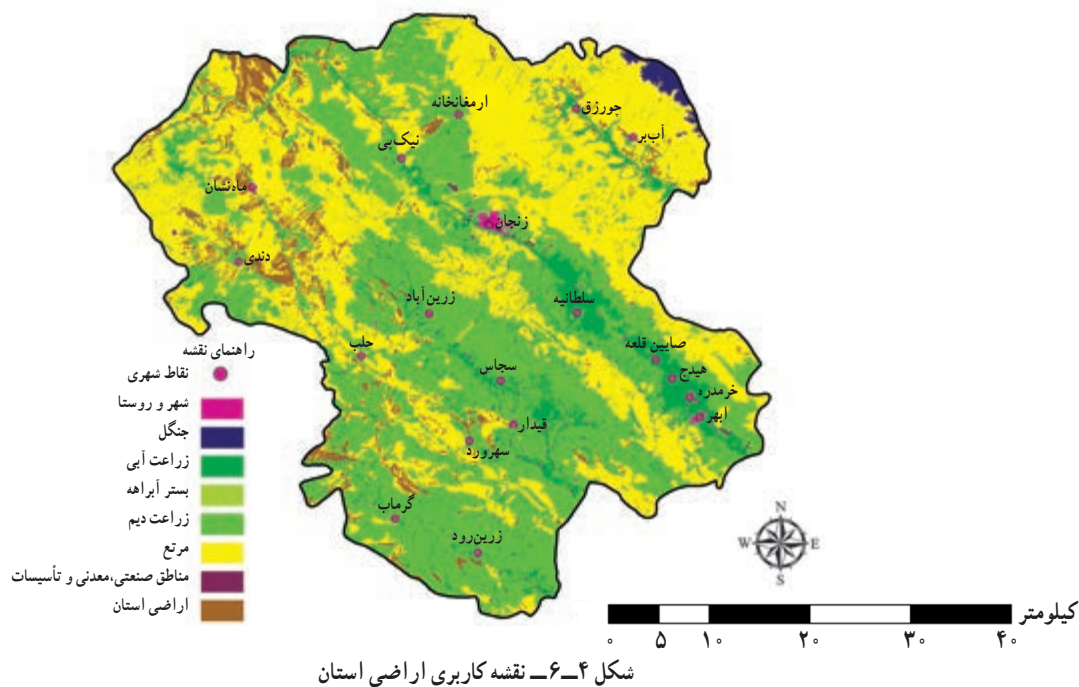 ارمغانخانه
چورزق
آب‌بر
نیک‌پی
ماه‌نشان
زنجان
دندی
زرین‌آباد
سلطانیه
حلب
صایین قلعه
سجاس
هیدج
خرمدره
ابهر
قیدار
سهرورد
گرماب
زرین‌رود
راهنمای نقشه
نقاط شهری
شهر و روستا
جنگل
زراعت آبی
بستر آبراهه
زراعت دیم
مرتع
مناطق صنعتی،معدنی و تأسیسات
اراضی استان
N
W E
S
کیلومتر
۰ ۵ ۱۰ ۲۰ ۳۰ ۴۰
شکل ۴ــ۶ــ نقشه کاربری اراضی استان